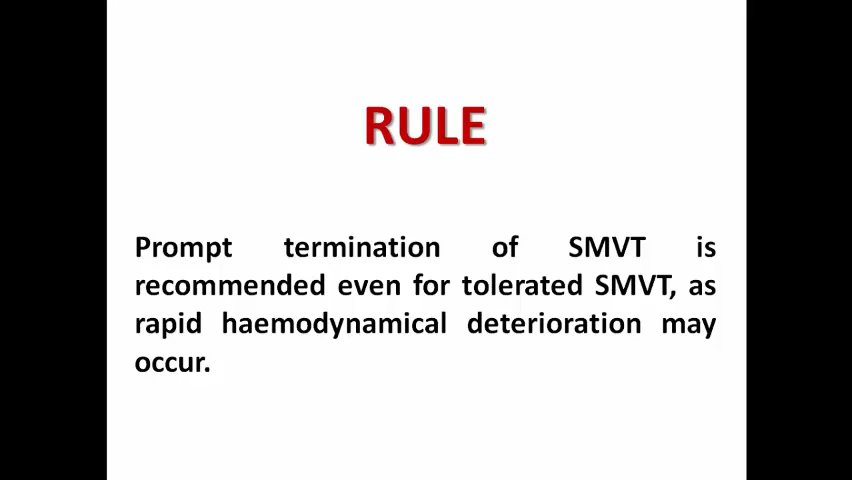 RULE
Prompt termination of SMVT is
recommended even for tolerated SMVT, as
rapid haemodynamical deterioration may
occur.